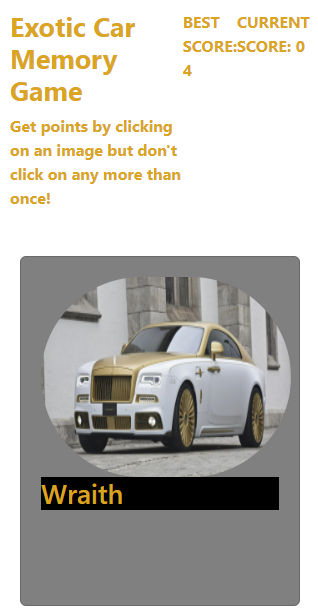 Exotic Car
Memory
Game
Get points by clicking
on an image but don't
click on any more than
once!
BEST
SCORE:
4
CURRENT
SCORE: 0
Wraith